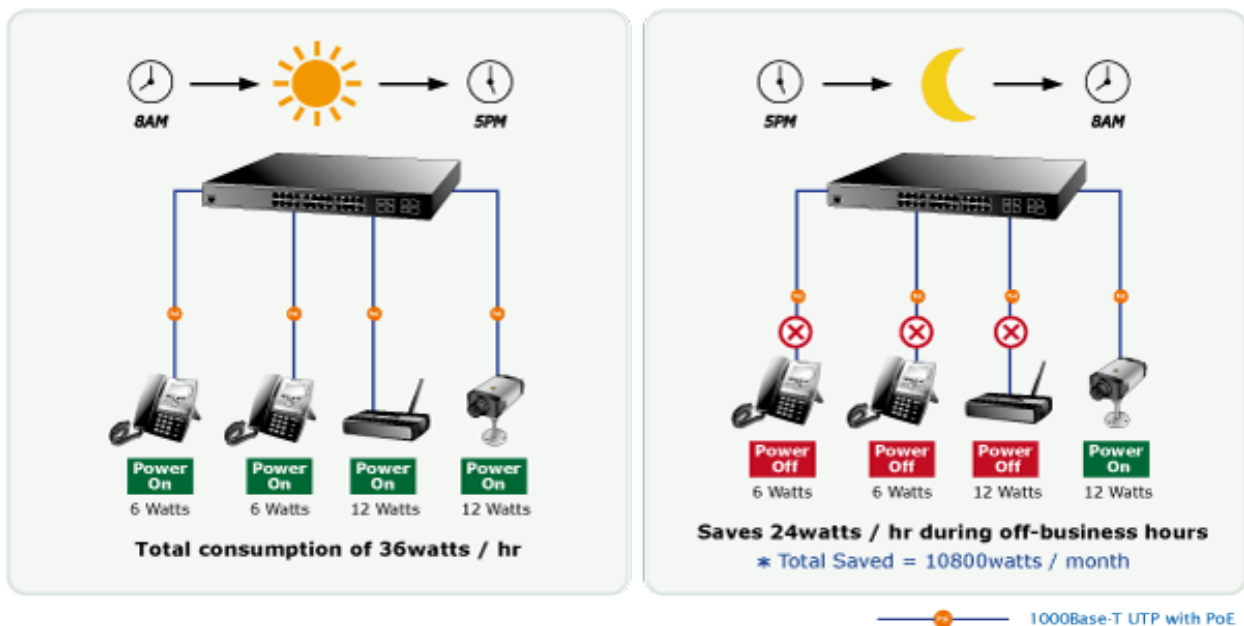 8AM
5PM
Power
On
6 Watts
Power
On
6 Watts
Power
On
12 Watts
Power
On
12 Watts
Total consumption of 36watts / hr
5PM
8AM
Power
Off
6 Watts
Power
Off
6 Watts
Power
Off
12 Watts
Power
On
12 Watts
Saves 24watts / hr during off-business hours
* Total Saved = 10800watts / month
1000Base-T UTP with PoE